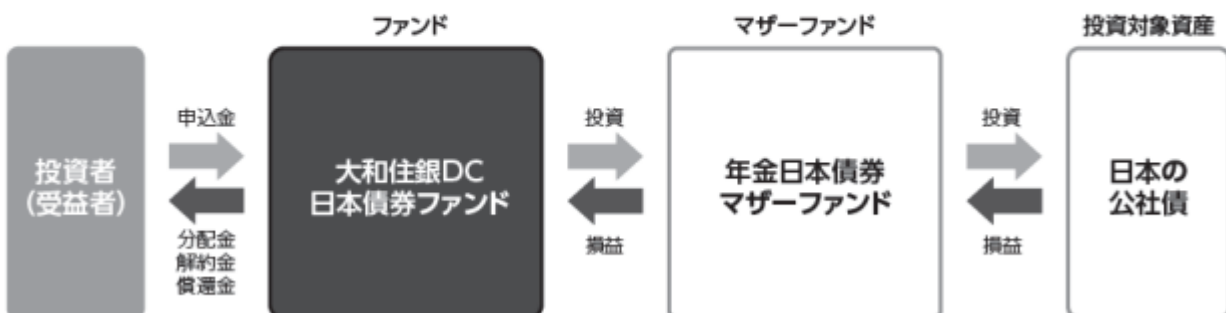 ファンド
マザーファンド
投資対象資産
投資者
(受益者)
申込金
分配金
解約金
償還金
大和住銀DC
日本債券ファンド
投資
損益
年金日本債券
マザーファンド
投資
損益
日本の
公社債